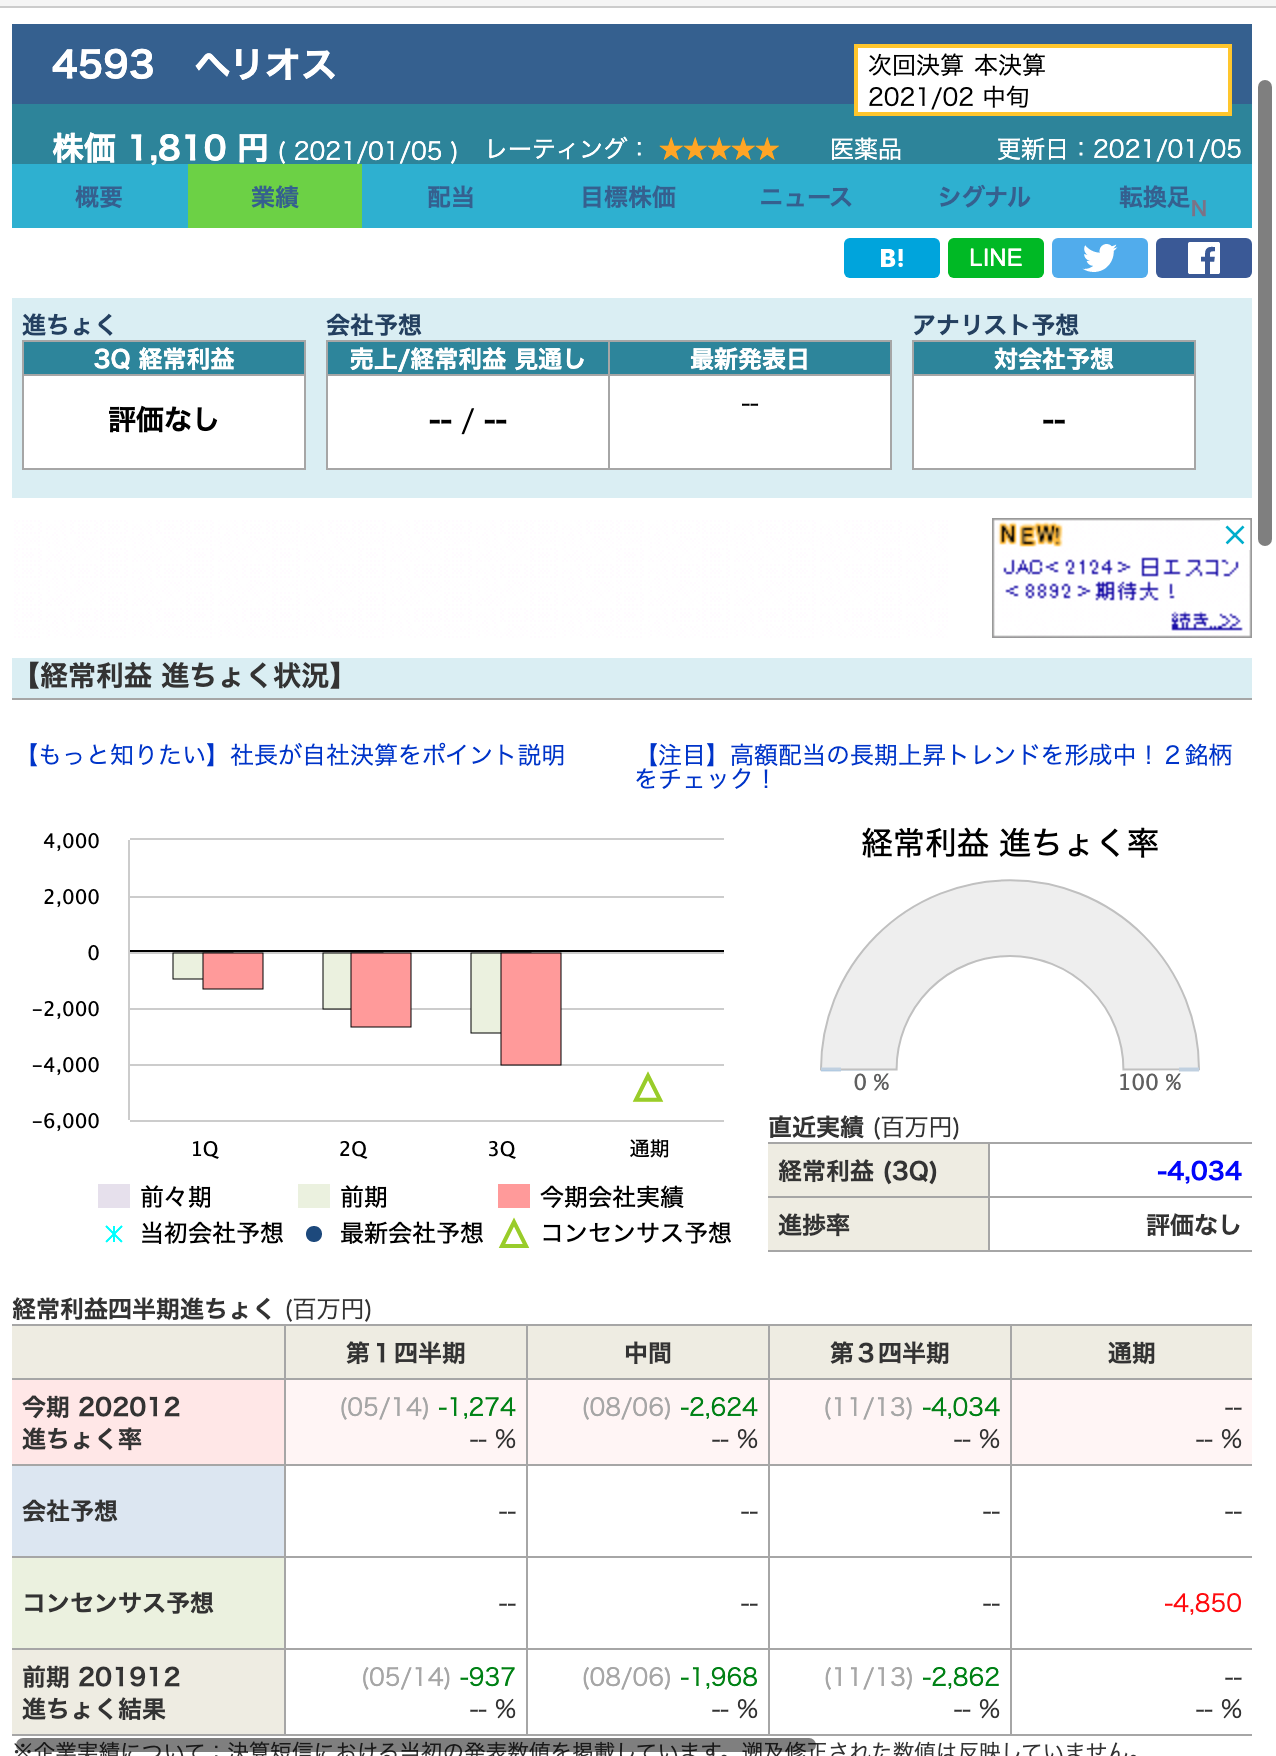 4593　ヘリオス
次回決算 本決算
2021/02 中旬
株価 1,810 円 ( 2021/01/05 )　レーティング： ★★★★★　医薬品　更新日：2021/01/05
概要　業績　配当　目標株価　ニュース　シグナル　転換足N
B!　LINE
進ちょく　会社予想　アナリスト予想
3Q 経常利益　売上/経常利益 見通し　最新発表日　対会社予想
評価なし　-- / --　--　--
NEW!
JAC<2124> 日エスコン
<8892>期待大！
続き..>>
【経常利益 進ちょく状況】
【もっと知りたい】社長が自社決算をポイント説明
【注目】高額配当の長期上昇トレンドを形成中！２銘柄
をチェック！
経常利益 進ちょく率
4,000
2,000
0
-2,000
-4,000
-6,000
1Q　2Q　3Q　通期
0 %　100 %
前々期　前期　今期会社実績
当初会社予想　最新会社予想　コンセンサス予想
直近実績 (百万円)
経常利益 (3Q)　-4,034
進捗率　評価なし
経常利益四半期進ちょく (百万円)
第１四半期　中間　第３四半期　通期
今期 202012　(05/14) -1,274　(08/06) -2,624　(11/13) -4,034　--
進ちょく率　-- %　-- %　-- %　-- %
会社予想　--　--　--　--
コンセンサス予想　--　--　--　-4,850
前期 201912　(05/14) -937　(08/06) -1,968　(11/13) -2,862　--
進ちょく結果　-- %　-- %　-- %　-- %
※企業実績について：決算短信における当初の発表数値を掲載しています。遡及修正された数値は反映していません。